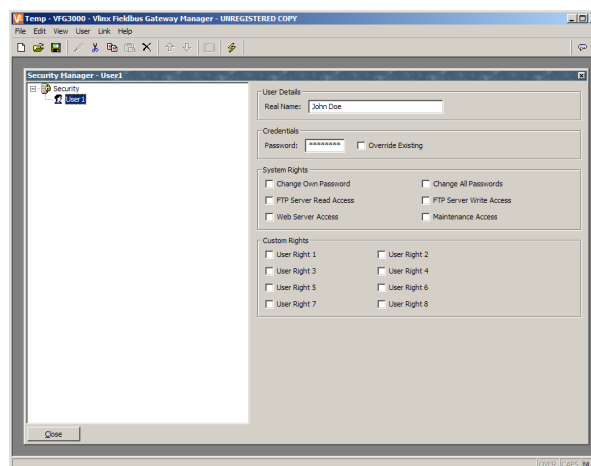 Temp - VFG3000 - Vlinx Fieldbus Gateway Manager - UNREGISTERED COPY
File Edit View User Link Help
Security Manager - User1
Security
User1
User Details
Real Name: John Doe
Credentials
Password: ******** Override Existing
System Rights
Change Own Password Change All Passwords
FTP Server Read Access FTP Server Write Access
Web Server Access Maintenance Access
Custom Rights
User Right 1 User Right 2
User Right 3 User Right 4
User Right 5 User Right 6
User Right 7 User Right 8
Close
OVER CAPS